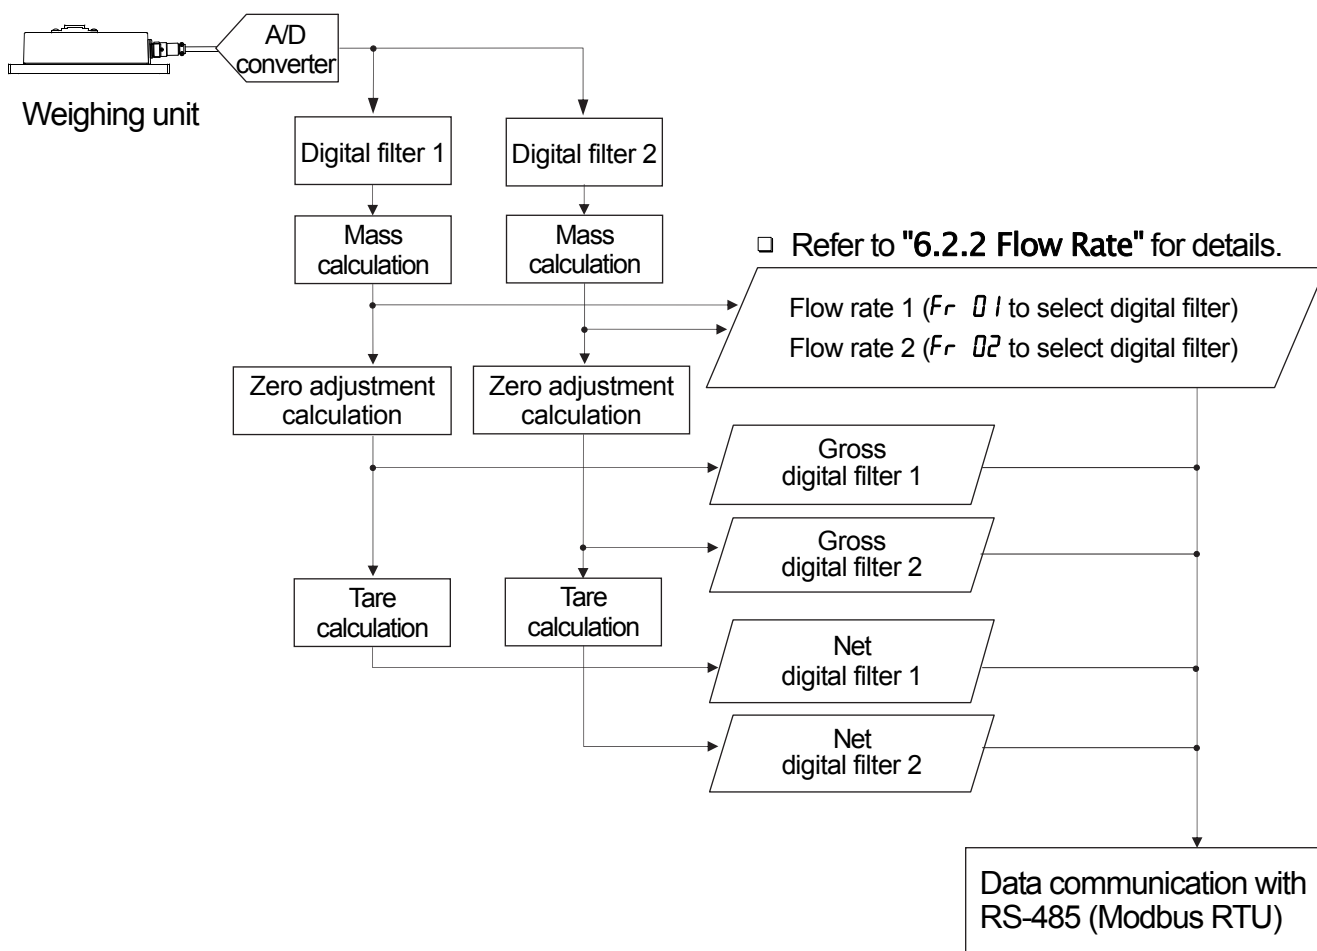 A/D
converter
Weighing unit
Digital filter 1
Digital filter 2
Mass
calculation
Mass
calculation
❑ Refer to "6.2.2 Flow Rate" for details.
Flow rate 1 (Fr 01 to select digital filter)
Flow rate 2 (Fr 02 to select digital filter)
Zero adjustment
calculation
Zero adjustment
calculation
Gross
digital filter 1
Gross
digital filter 2
Tare
calculation
Tare
calculation
Net
digital filter 1
Net
digital filter 2
Data communication with
RS-485 (Modbus RTU)